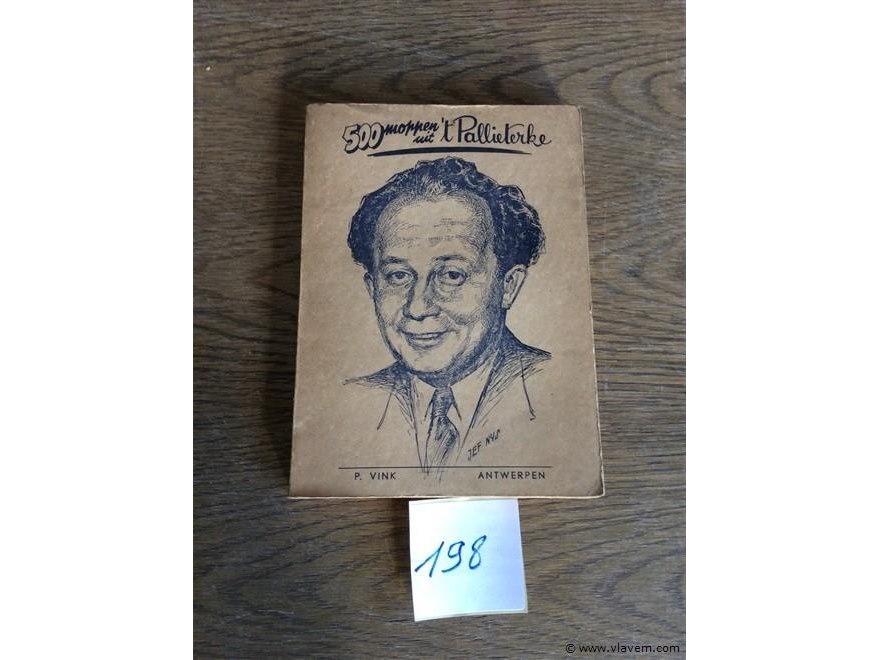 500 moppen uit 't Pallieterke
JEF NYS
P. VINK ANTWERPEN
198
© www.vlavem.com